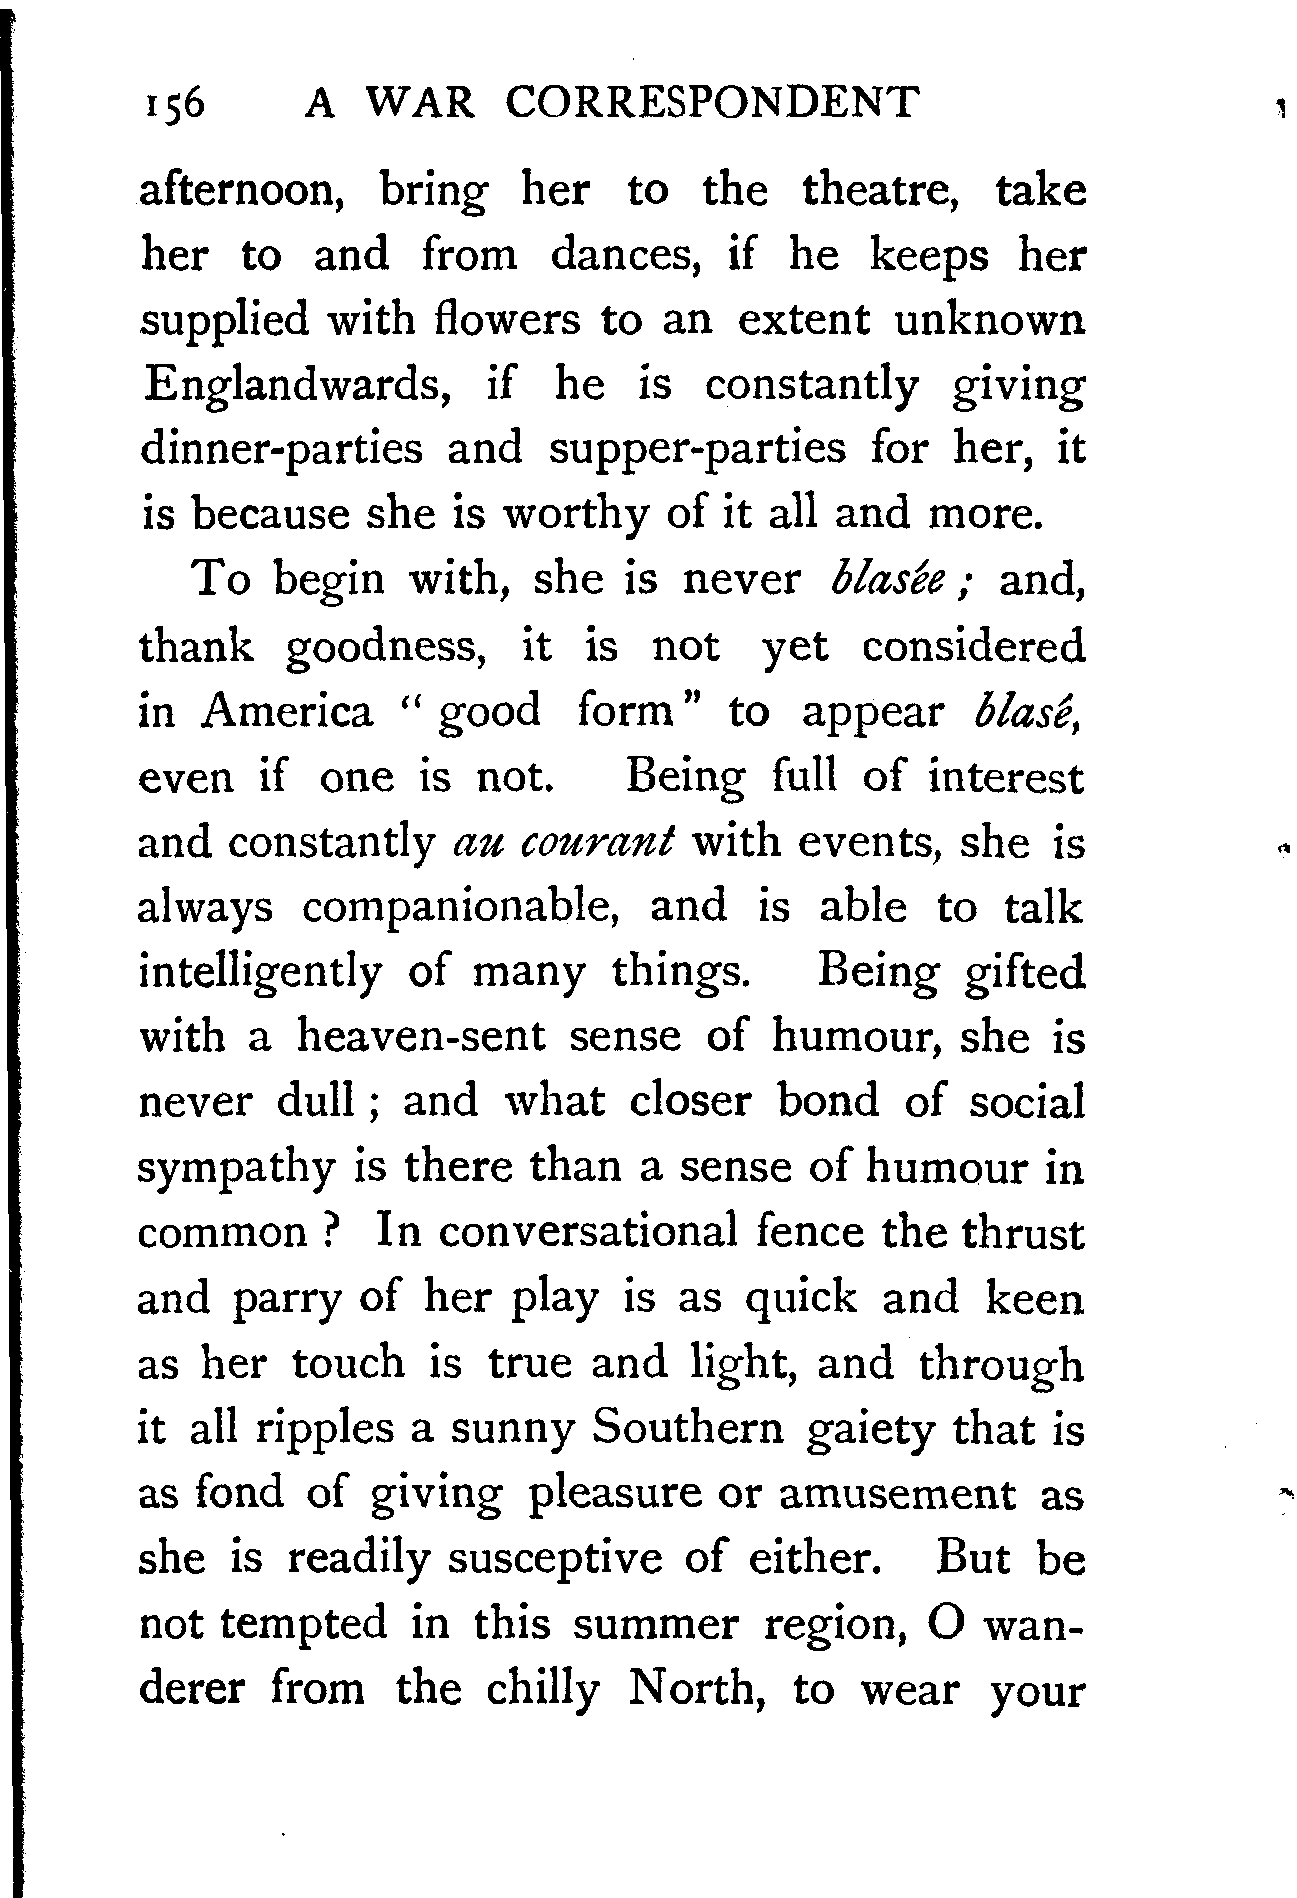 156 A WAR CORRESPONDENT
afternoon, bring her to the theatre, take
her to and from dances, if he keeps her
supplied with flowers to an extent unknown
Englandwards, if he is constantly giving
dinner-parties and supper-parties for her, it
is because she is worthy of it all and more.
To begin with, she is never blasée ; and,
thank goodness, it is not yet considered
in America “ good form ” to appear blasé,
even if one is not. Being full of interest
and constantly au courant with events, she is
always companionable, and is able to talk
intelligently of many things. Being gifted
with a heaven-sent sense of humour, she is
never dull ; and what closer bond of social
sympathy is there than a sense of humour in
common ? In conversational fence the thrust
and parry of her play is as quick and keen
as her touch is true and light, and through
it all ripples a sunny Southern gaiety that is
as fond of giving pleasure or amusement as
she is readily susceptive of either. But be
not tempted in this summer region, O wan-
derer from the chilly North, to wear your